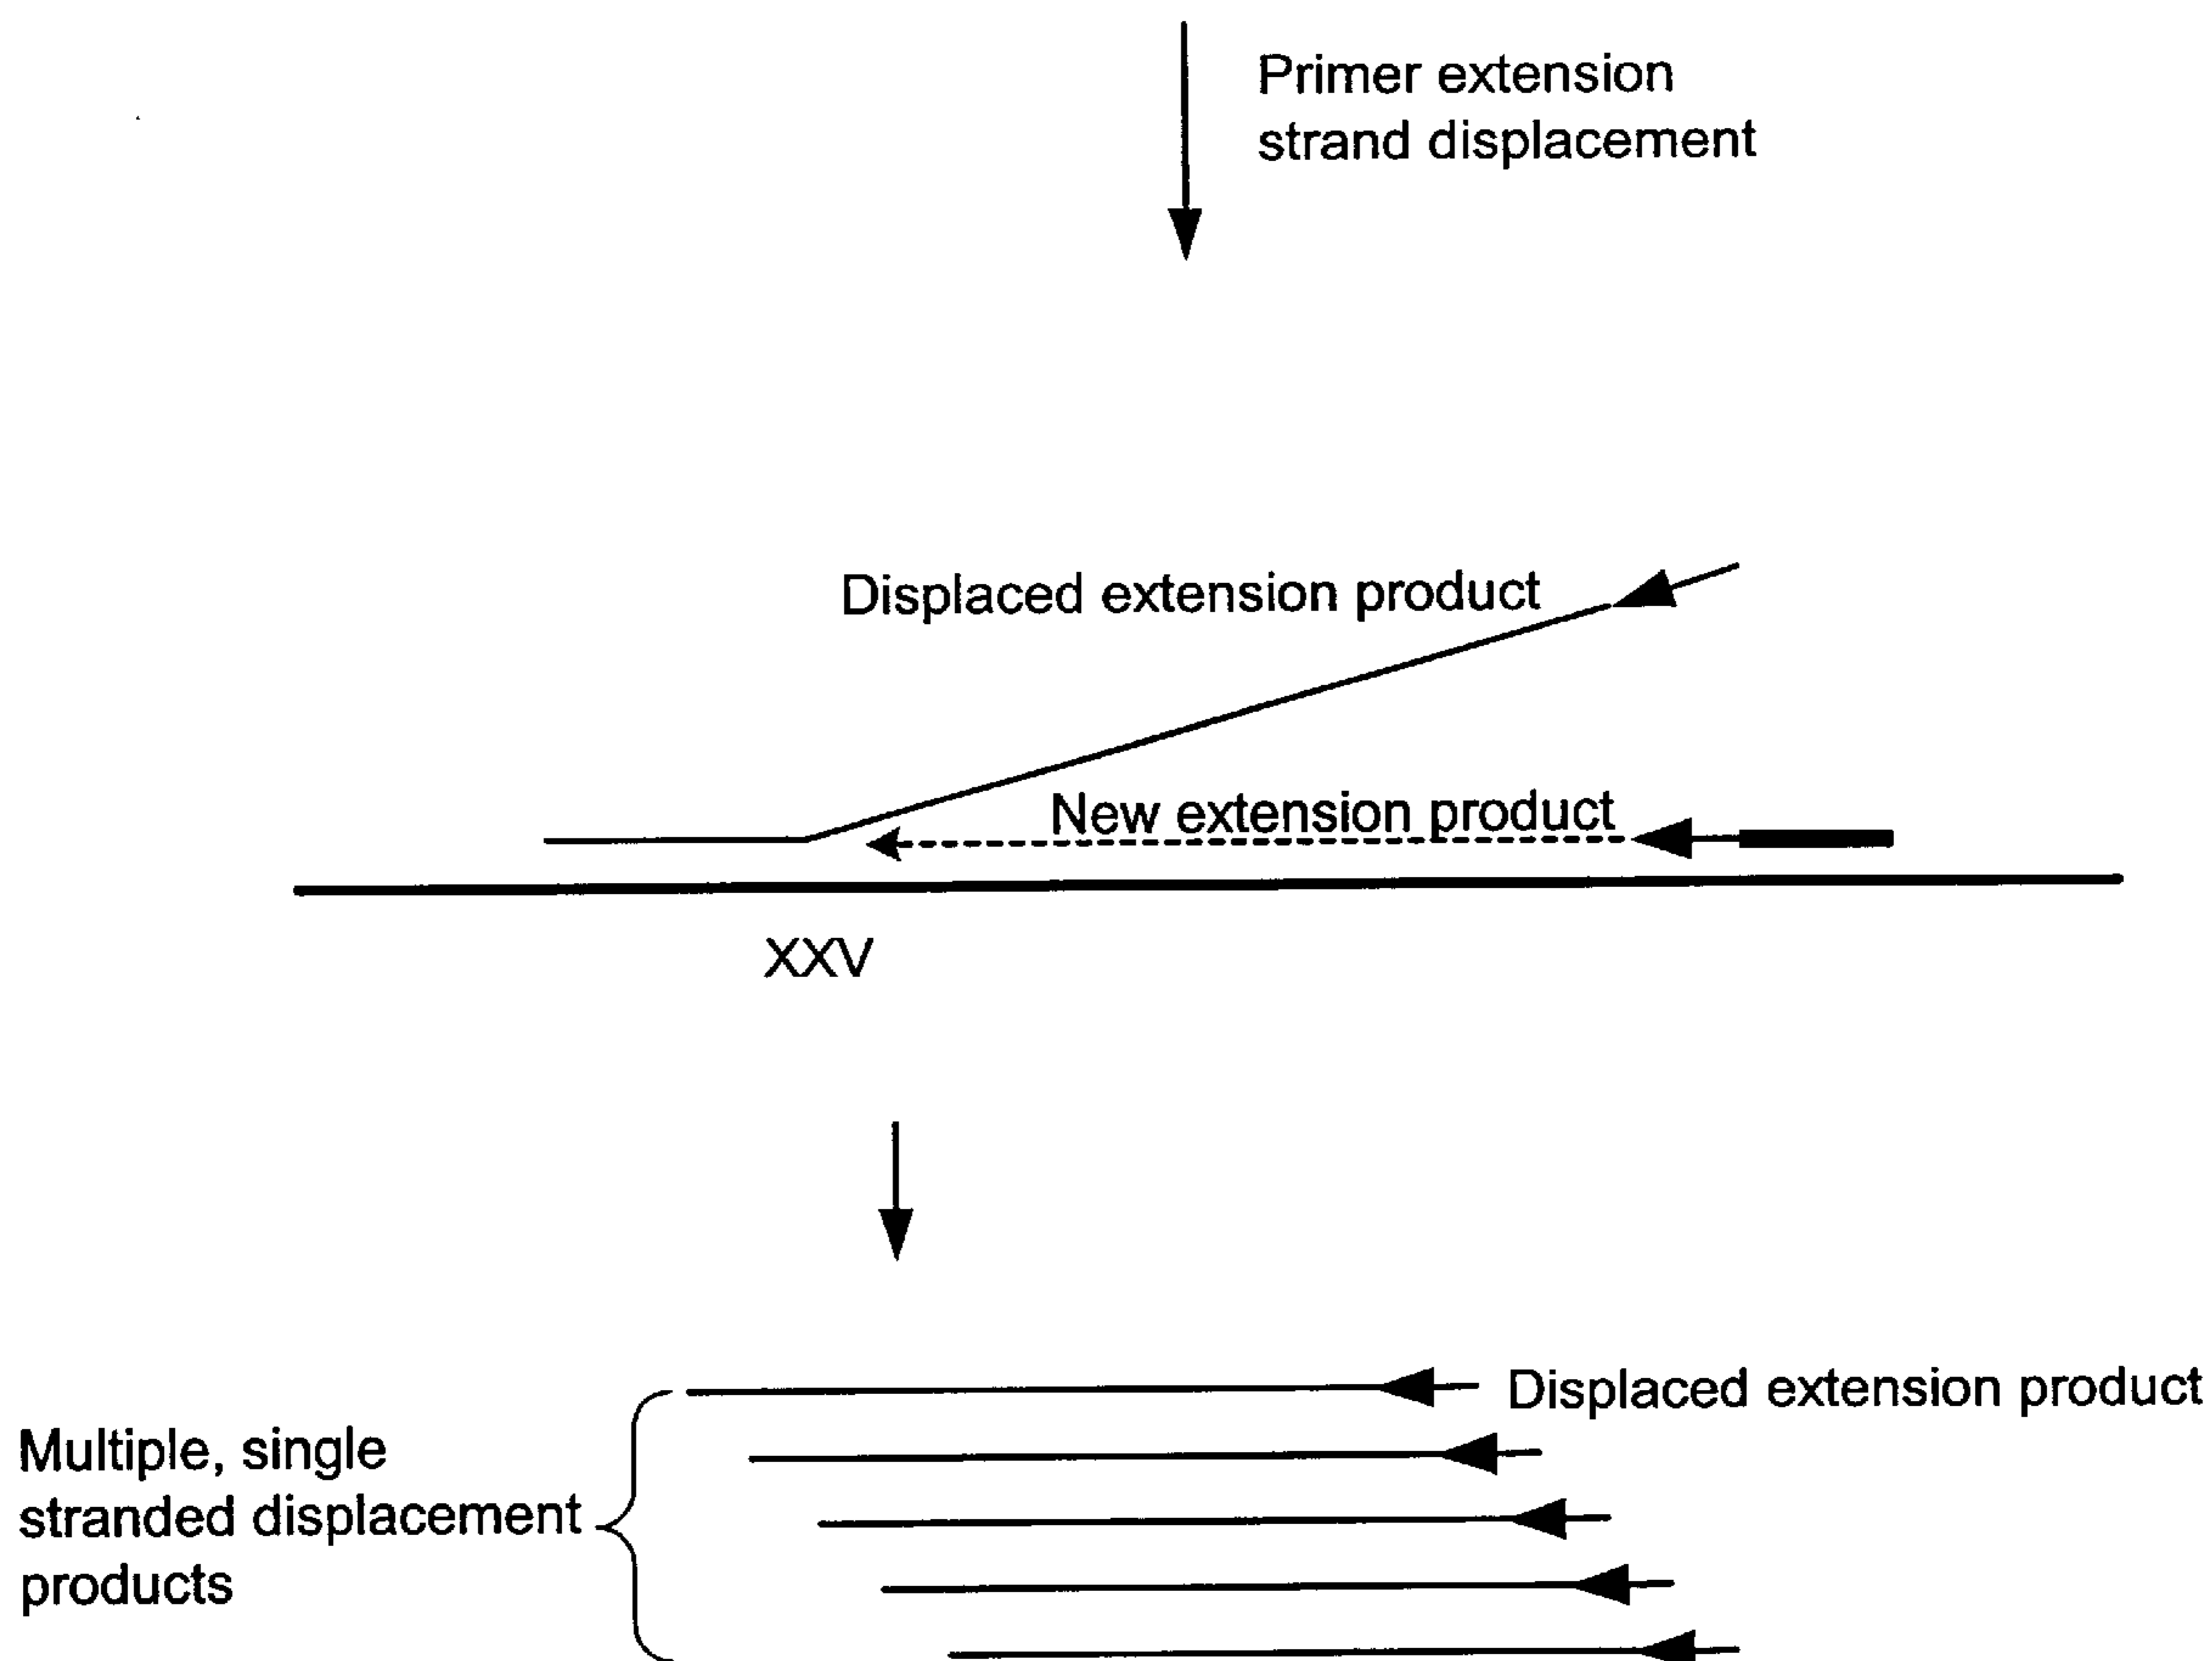 Primer extension
strand displacement
Displaced extension product
New extension product
XXV
Displaced extension product
Multiple, single
stranded displacement
products